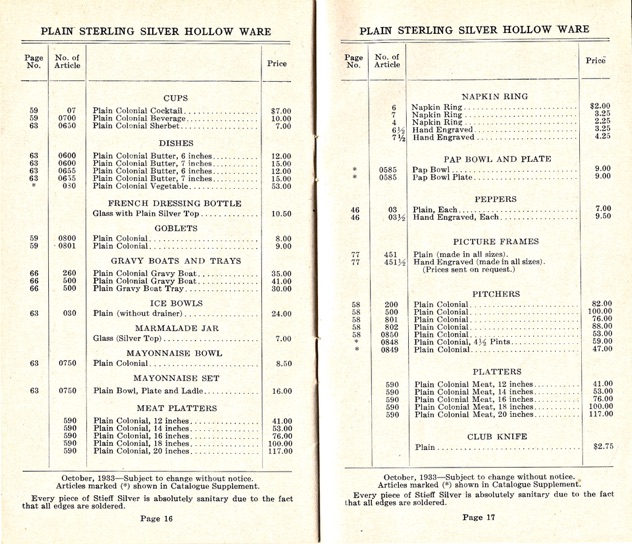 PLAIN STERLING SILVER HOLLOW WARE
Page No. No. of Article Price
CUPS
59 07 Plain Colonial Cocktail $7.00
59 0700 Plain Colonial Beverage 10.00
63 0650 Plain Colonial Sherbet 7.00
DISHES
63 0600 Plain Colonial Butter, 6 inches 12.00
63 0600 Plain Colonial Butter, 7 inches 15.00
63 0655 Plain Colonial Butter, 6 inches 12.00
63 0655 Plain Colonial Butter, 7 inches 15.00
* Plain Colonial Vegetable 53.00
FRENCH DRESSING BOTTLE
Glass with Plain Silver Top 10.50
GOBLETS
59 0800 Plain Colonial 8.00
59 0801 Plain Colonial 9.00
GRAVY BOATS AND TRAYS
66 260 Plain Colonial Gravy Boat 35.00
66 500 Plain Colonial Gravy Boat 41.00
66 500 Plain Gravy Boat Tray 30.00
ICE BOWLS
63 030 Plain (without drainer) 24.00
MARMALADE JAR
Glass (Silver Top) 7.00
MAYONNAISE BOWL
63 0750 Plain Colonial 8.50
MAYONNAISE SET
63 0750 Plain Bowl, Plate and Ladle 16.00
MEAT PLATTERS
590 Plain Colonial, 12 inches 41.00
590 Plain Colonial, 14 inches 53.00
590 Plain Colonial, 16 inches 76.00
590 Plain Colonial, 18 inches 100.00
590 Plain Colonial, 20 inches 117.00
October, 1933—Subject to change without notice.
Articles marked (*) shown in Catalogue Supplement.
Every piece of Stieff Silver is absolutely sanitary due to the fact
that all edges are soldered.
Page 16
PLAIN STERLING SILVER HOLLOW WARE
Page No. No. of Article Price
NAPKIN RING
6 Napkin Ring $2.00
7 Napkin Ring 3.25
4 Napkin Ring 2.25
6½ Hand Engraved 3.25
7½ Hand Engraved 4.25
PAP BOWL AND PLATE
* 0585 Pap Bowl 9.00
* 0585 Pap Bowl Plate 9.00
PEPPERS
46 03 Plain, Each 7.00
46 03½ Hand Engraved, Each 9.50
PICTURE FRAMES
77 451 Plain (made in all sizes).
77 451½ Hand Engraved (made in all sizes).
(Prices sent on request.)
PITCHERS
58 200 Plain Colonial 82.00
58 500 Plain Colonial 100.00
58 801 Plain Colonial 76.00
58 802 Plain Colonial 88.00
58 0850 Plain Colonial 53.00
* 0848 Plain Colonial, 4½ Pints 59.00
* 0849 Plain Colonial 47.00
PLATTERS
590 Plain Colonial Meat, 12 inches 41.00
590 Plain Colonial Meat, 14 inches 53.00
590 Plain Colonial Meat, 16 inches 76.00
590 Plain Colonial Meat, 18 inches 100.00
590 Plain Colonial Meat, 20 inches 117.00
CLUB KNIFE
Plain $2.75
October, 1933—Subject to change without notice.
Articles marked (*) shown in Catalogue Supplement.
Every piece of Stieff Silver is absolutely sanitary due to the fact
that all edges are soldered.
Page 17